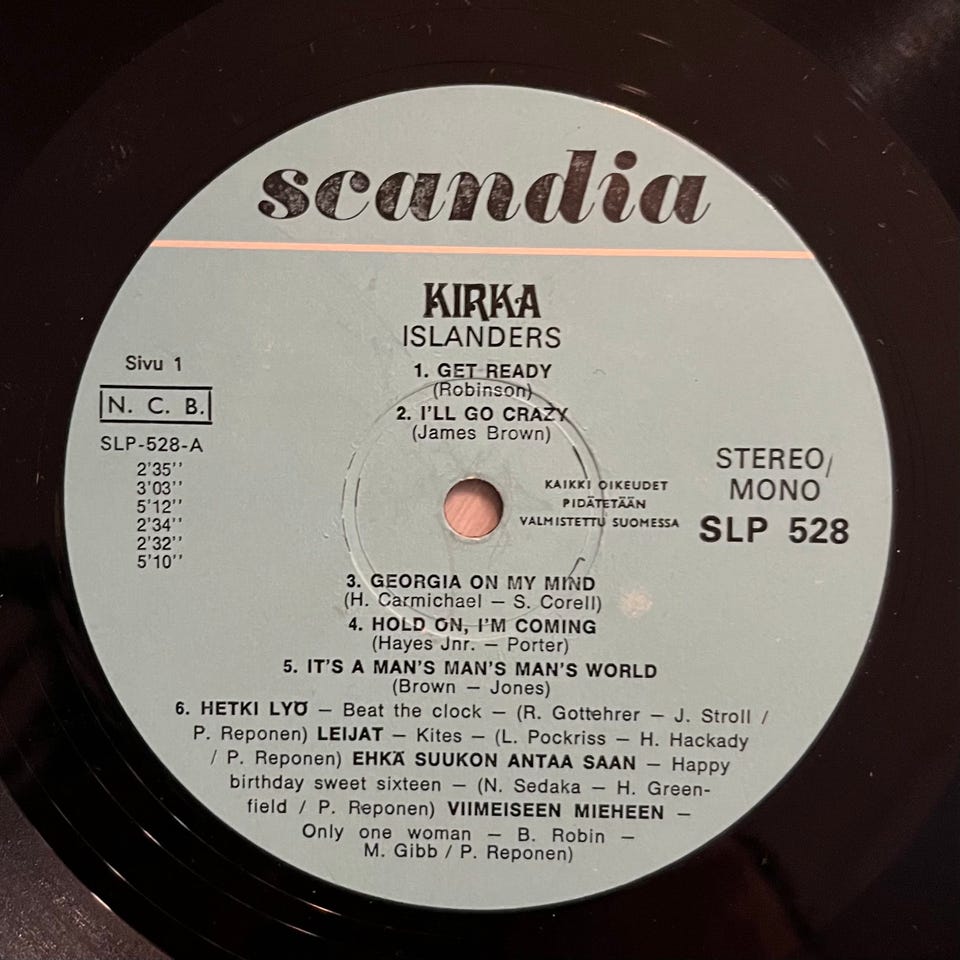 scandia
KIRKA
ISLANDERS
Sivu 1
N. C. B.
SLP-528-A
2'35''
3'03''
5'12''
2'34''
2'32''
5'10''
1. GET READY
(Robinson)
2. I'LL GO CRAZY
(James Brown)
KAIKKI OIKEUDET
PIDÄTETÄÄN
VALMISTETTU SUOMESSA
STEREO/
MONO
SLP 528
3. GEORGIA ON MY MIND
(H. Carmichael – S. Corell)
4. HOLD ON, I'M COMING
(Hayes Jnr. – Porter)
5. IT'S A MAN'S MAN'S MAN'S WORLD
(Brown – Jones)
6. HETKI LYÖ – Beat the clock – (R. Gottehrer – J. Stroll /
P. Reponen) LEIJAT – Kites – (L. Pockriss – H. Hackady
/ P. Reponen) EHKÄ SUUKON ANTAA SAAN – Happy
birthday sweet sixteen – (N. Sedaka – H. Green-
field / P. Reponen) VIIMEISEEN MIEHEEN –
Only one woman – B. Robin –
M. Gibb / P. Reponen)